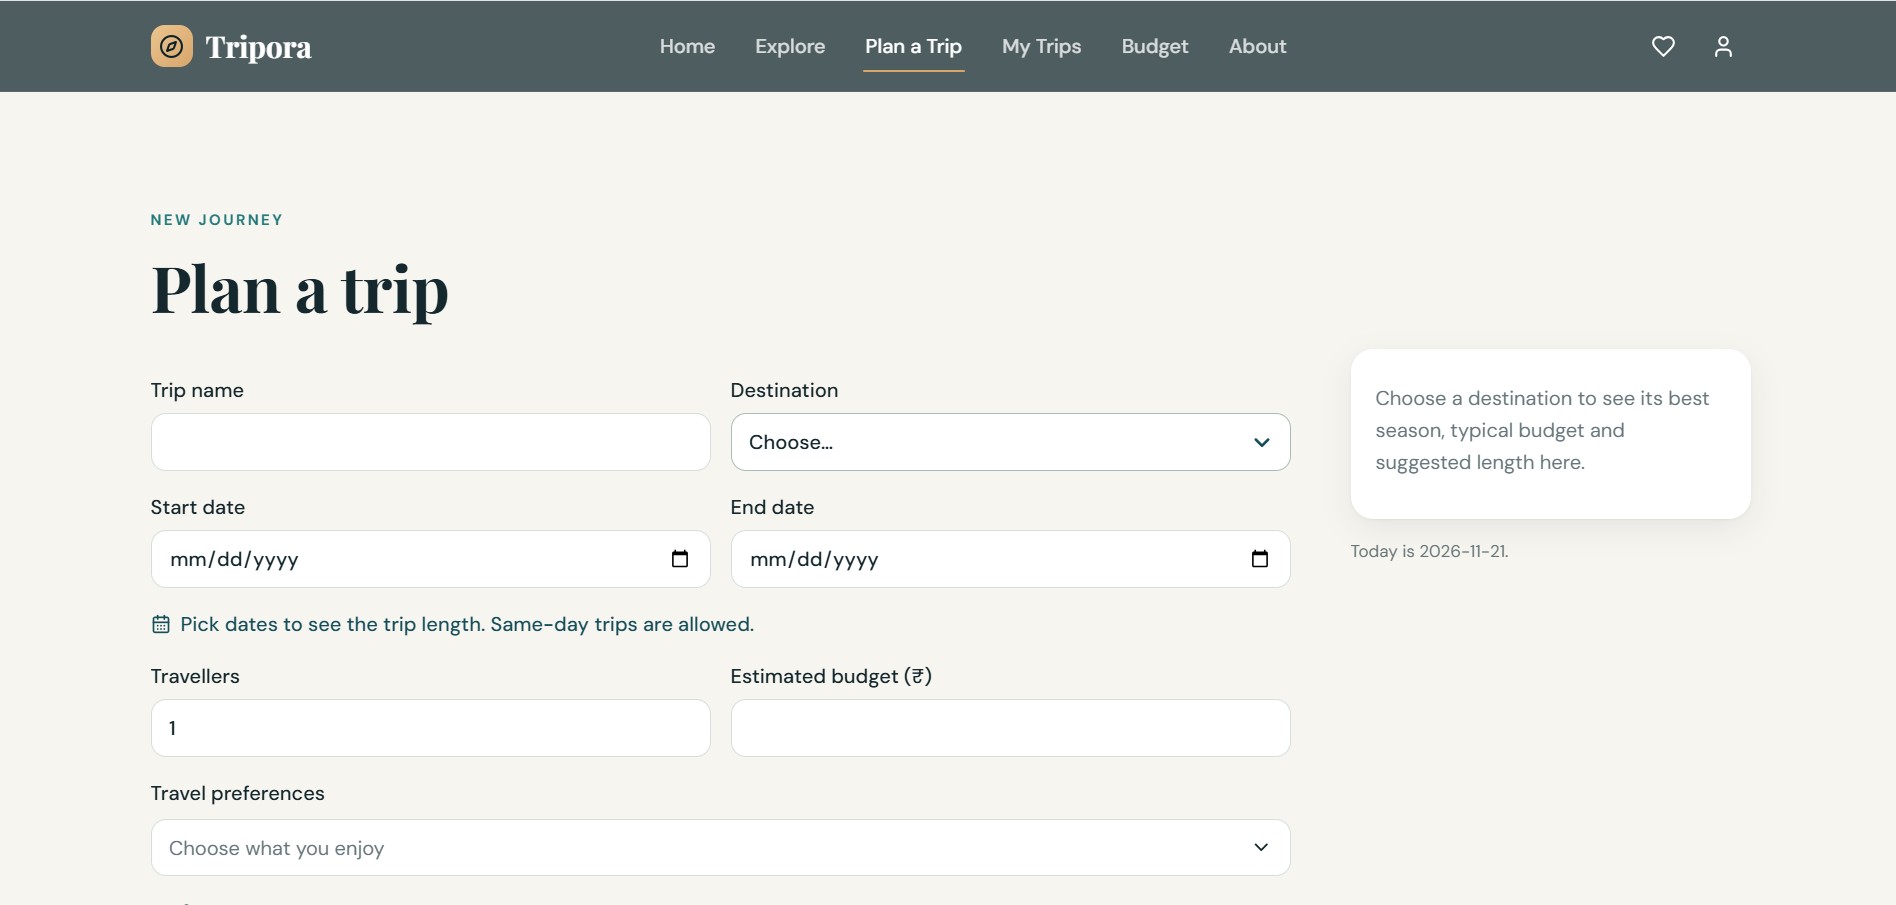 Tripora
Home
Explore
Plan a Trip
My Trips
Budget
About
NEW JOURNEY
Plan a trip
Trip name
Destination
Choose...
Start date
End date
mm/dd/yyyy
mm/dd/yyyy
Pick dates to see the trip length. Same-day trips are allowed.
Travellers
Estimated budget (₹)
1
Travel preferences
Choose what you enjoy
Choose a destination to see its best
season, typical budget and
suggested length here.
Today is 2026-11-21.